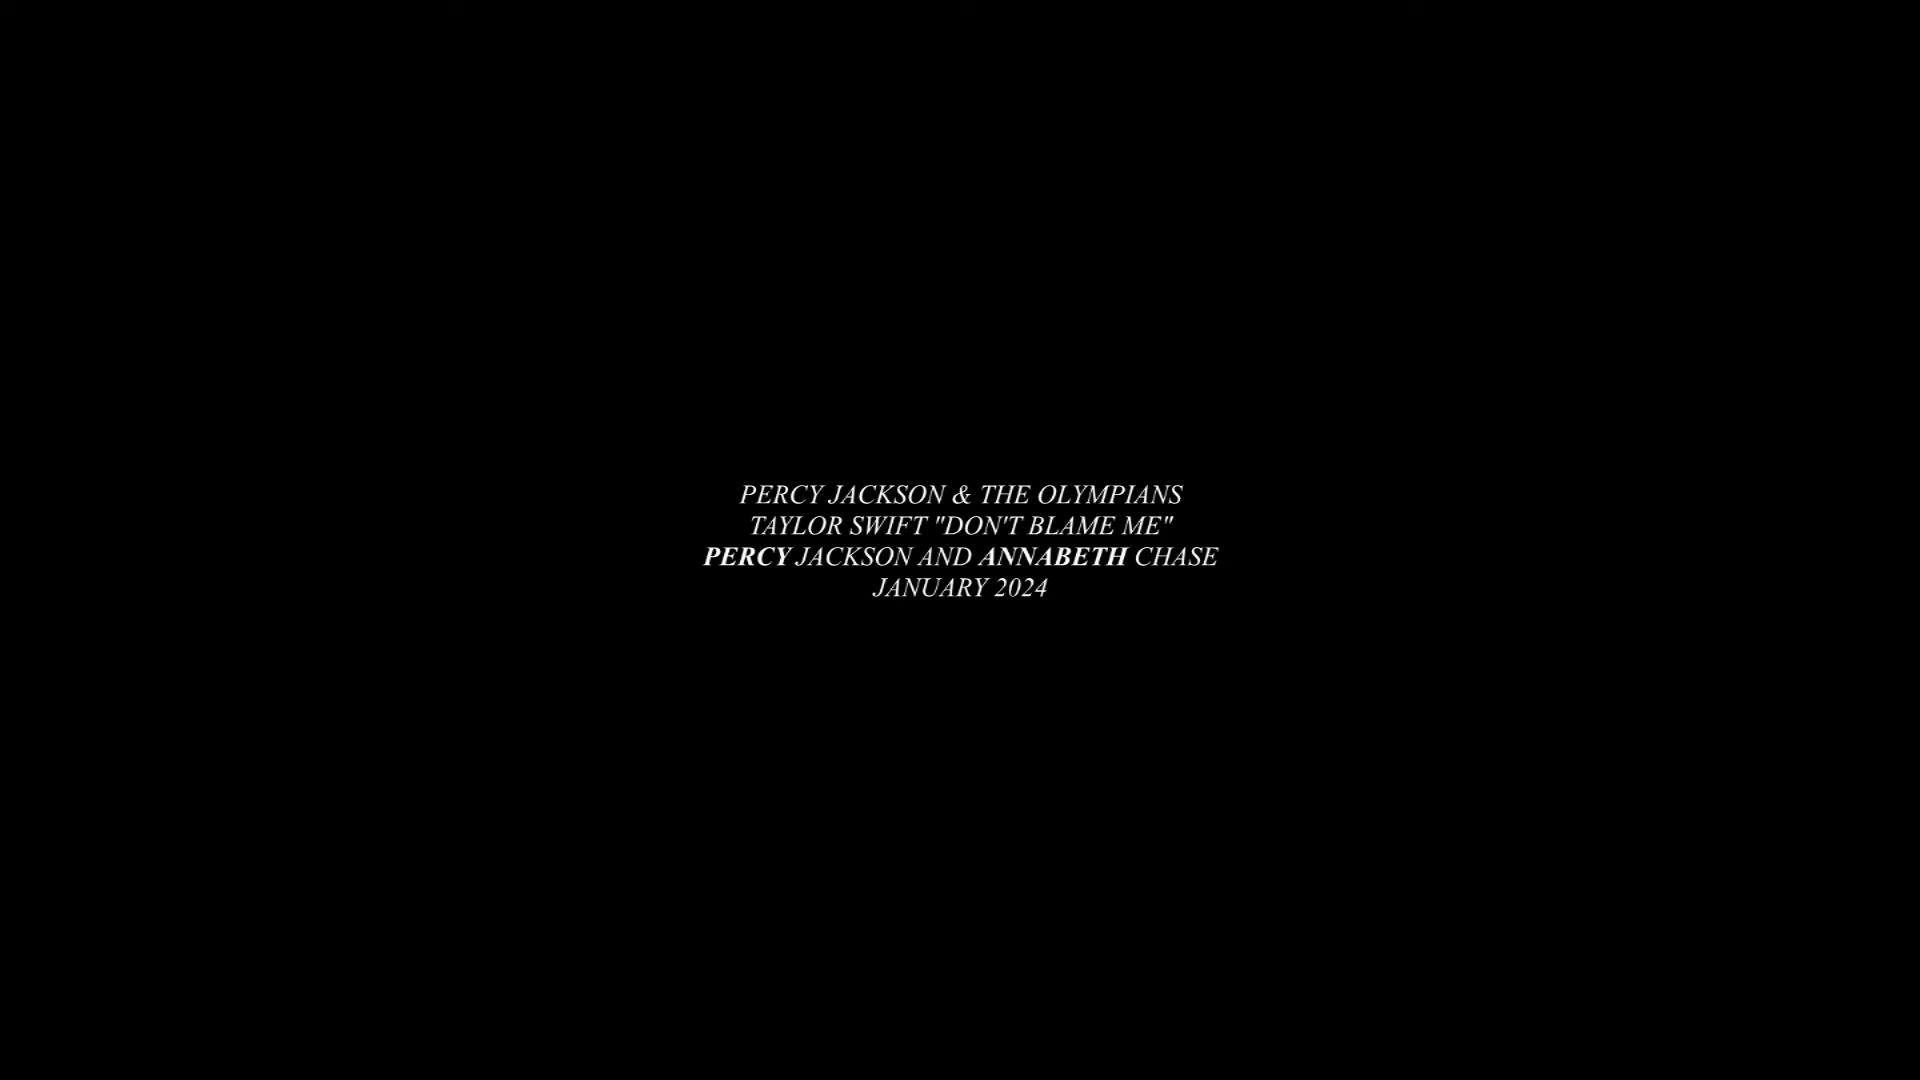 PERCY JACKSON & THE OLYMPIANS
TAYLOR SWIFT "DON'T BLAME ME"
PERCY JACKSON AND ANNABETH CHASE
JANUARY 2024